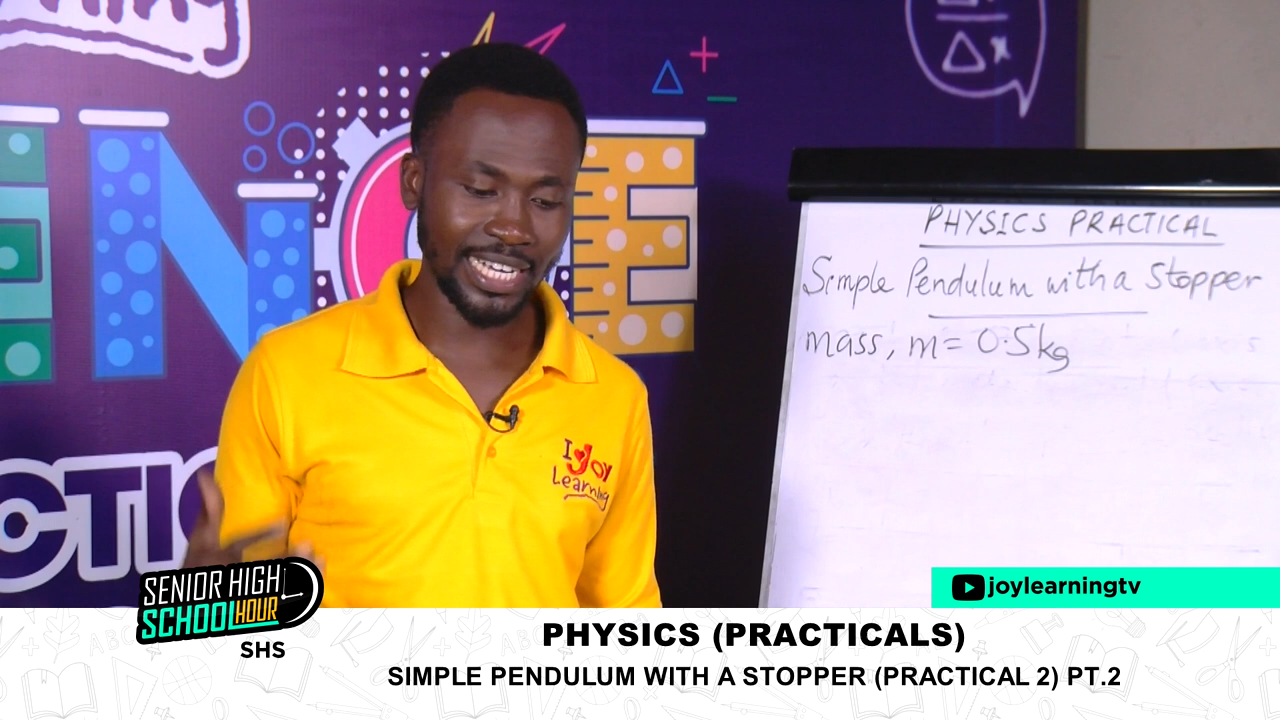 PHYSICS PRACTICAL
Simple Pendulum with a Stopper
mass, m = 0.5kg
I ♥ Joy
Learning
CTI
SENIOR HIGH
SCHOOL HOUR
SHS
joylearningtv
PHYSICS (PRACTICALS)
SIMPLE PENDULUM WITH A STOPPER (PRACTICAL 2) PT.2